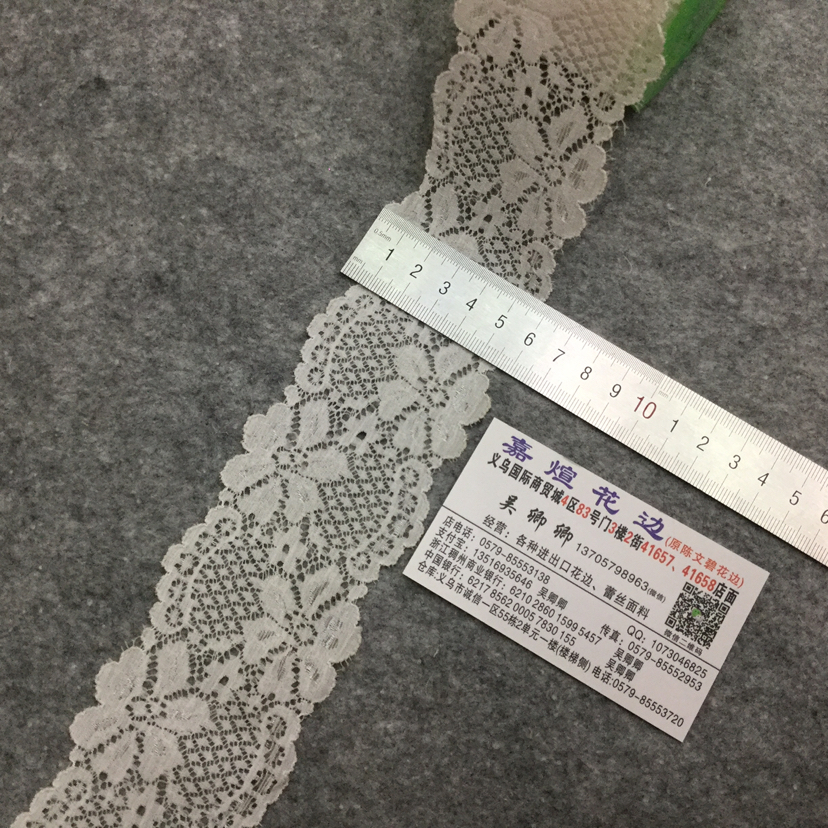 0.5mm
1 2 3 4 5 6 7 8 9 10 1 2 3 4 5 6
嘉煊花边(原陈文碧花边)
义乌国际商贸城4区83号门3楼2街41657、41658店面
吴卿卿 13705798963(微信)
经营：各种进出口花边、蕾丝面料
微信二维码
店电话：0579-85553138 QQ：1073046825
支付宝：13516935646 吴卿卿 传真：0579-85552953
浙江稠州商业银行：6210 2860 1599 5457 吴卿卿
中国银行：6217 8562 0005 7830 155 吴卿卿
仓库:义乌市诚信一区55栋2单元一楼(楼梯侧) 电话:0579-85553720